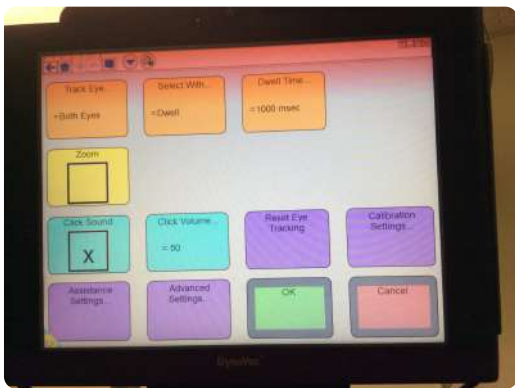 Track Eye...
Select With...
Dwell Time...
=Both Eyes
=Dwell
=1000 msec
Zoom
Click Sound
Click Volume...
Reset Eye
Tracking
Calibration
Settings...
X
= 50
Assistance
Settings...
Advanced
Settings...
OK
Cancel
DynaVox